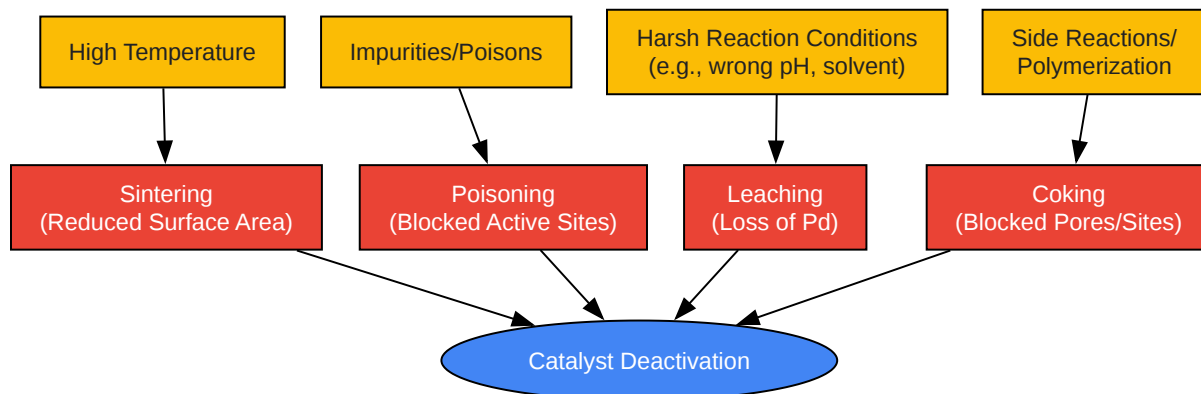 High Temperature
Impurities/Poisons
Harsh Reaction Conditions
(e.g., wrong pH, solvent)
Side Reactions/
Polymerization
Sintering
(Reduced Surface Area)
Poisoning
(Blocked Active Sites)
Leaching
(Loss of Pd)
Coking
(Blocked Pores/Sites)
Catalyst Deactivation